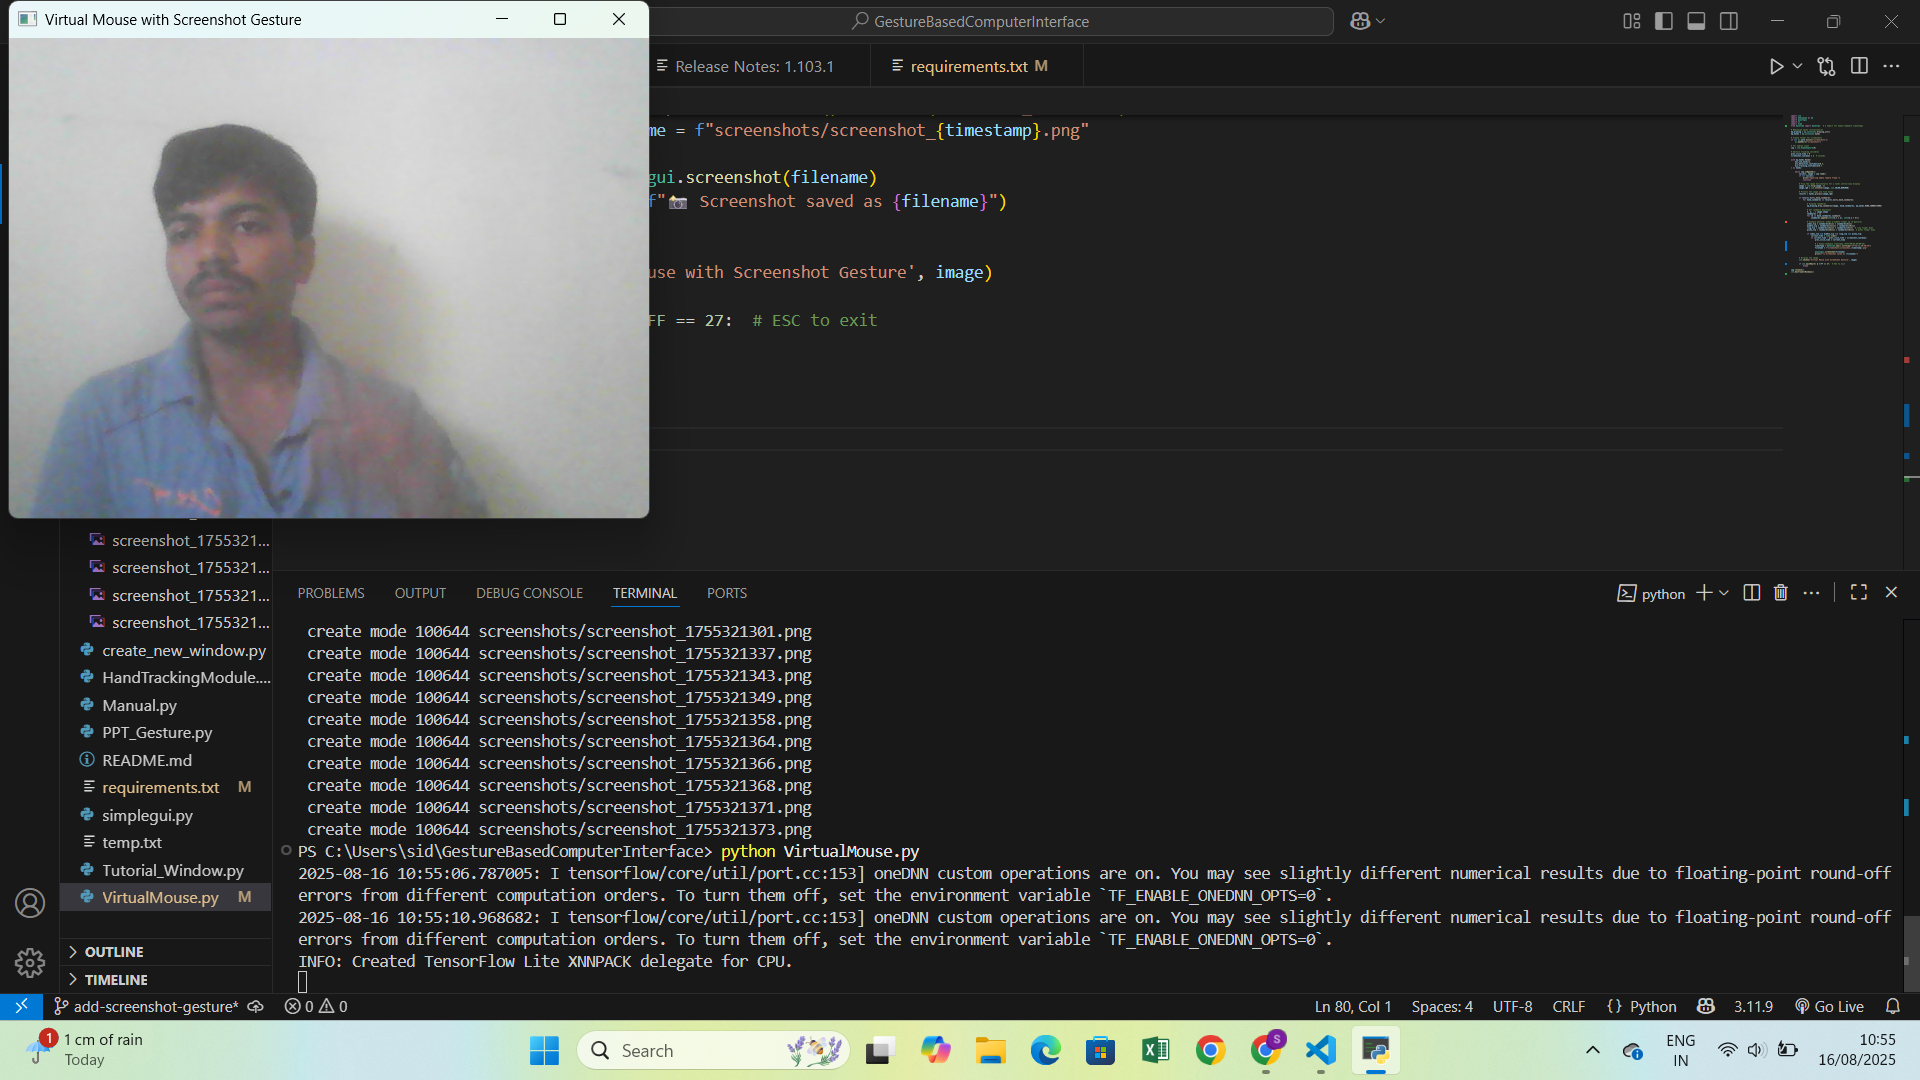 Virtual Mouse with Screenshot Gesture
GestureBasedComputerInterface
Release Notes: 1.103.1
requirements.txt M
me = f"screenshots/screenshot_{timestamp}.png"
gui.screenshot(filename)
f"📷 Screenshot saved as {filename}")
use with Screenshot Gesture', image)
FF == 27:  # ESC to exit
screenshot_1755321...
screenshot_1755321...
screenshot_1755321...
screenshot_1755321...
create_new_window.py
HandTrackingModule....
Manual.py
PPT_Gesture.py
README.md
requirements.txt M
simplegui.py
temp.txt
Tutorial_Window.py
VirtualMouse.py M
OUTLINE
TIMELINE
PROBLEMS OUTPUT DEBUG CONSOLE TERMINAL PORTS
python
create mode 100644 screenshots/screenshot_1755321301.png
create mode 100644 screenshots/screenshot_1755321337.png
create mode 100644 screenshots/screenshot_1755321343.png
create mode 100644 screenshots/screenshot_1755321349.png
create mode 100644 screenshots/screenshot_1755321358.png
create mode 100644 screenshots/screenshot_1755321364.png
create mode 100644 screenshots/screenshot_1755321366.png
create mode 100644 screenshots/screenshot_1755321368.png
create mode 100644 screenshots/screenshot_1755321371.png
create mode 100644 screenshots/screenshot_1755321373.png
PS C:\Users\sid\GestureBasedComputerInterface> python VirtualMouse.py
2025-08-16 10:55:06.787005: I tensorflow/core/util/port.cc:153] oneDNN custom operations are on. You may see slightly different numerical results due to floating-point round-off
errors from different computation orders. To turn them off, set the environment variable `TF_ENABLE_ONEDNN_OPTS=0`.
2025-08-16 10:55:10.968682: I tensorflow/core/util/port.cc:153] oneDNN custom operations are on. You may see slightly different numerical results due to floating-point round-off
errors from different computation orders. To turn them off, set the environment variable `TF_ENABLE_ONEDNN_OPTS=0`.
INFO: Created TensorFlow Lite XNNPACK delegate for CPU.
add-screenshot-gesture* 0 0 Ln 80, Col 1 Spaces: 4 UTF-8 CRLF {} Python 3.11.9 Go Live
1 1 cm of rain
Today
Search
S
ENG
IN
10:55
16/08/2025